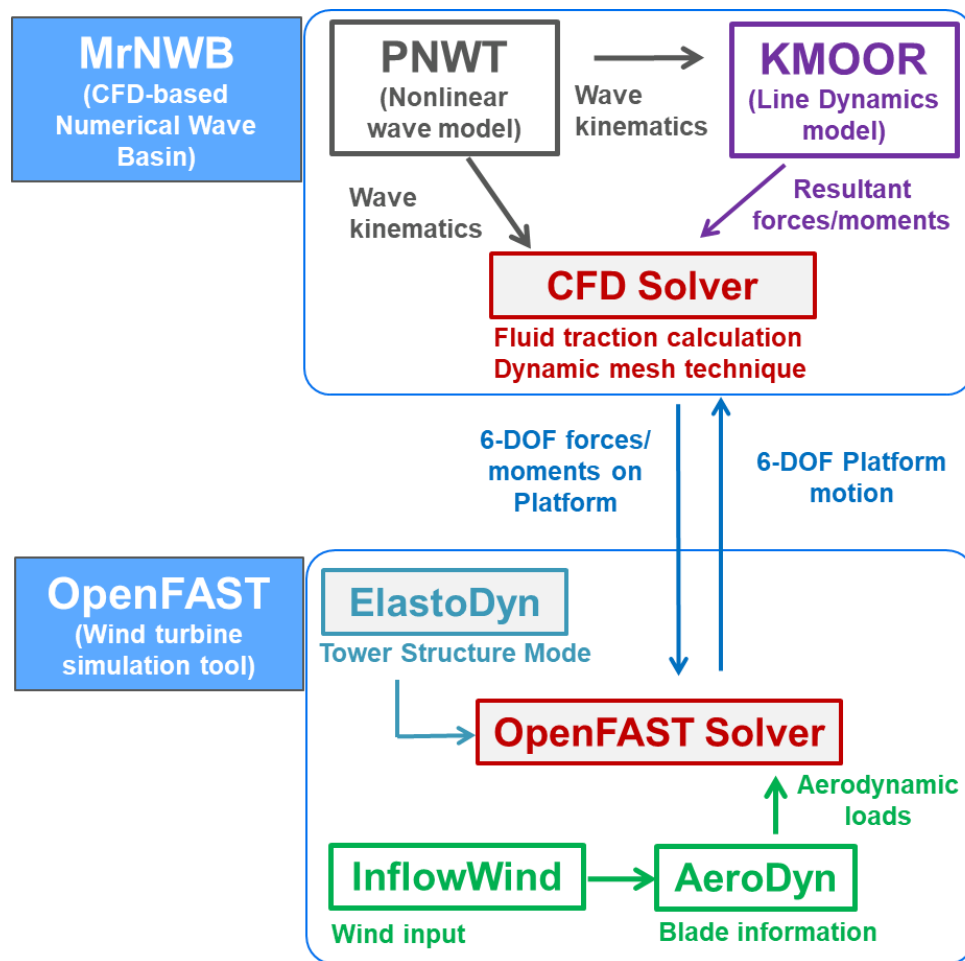 MrNWB
(CFD-based
Numerical Wave
Basin)
PNWT
(Nonlinear
wave model)
Wave
kinematics
KMOOR
(Line Dynamics
model)
Wave
kinematics
Resultant
forces/moments
CFD Solver
Fluid traction calculation
Dynamic mesh technique
6-DOF forces/
moments on
Platform
6-DOF Platform
motion
OpenFAST
(Wind turbine
simulation tool)
ElastoDyn
Tower Structure Mode
OpenFAST Solver
Aerodynamic
loads
InflowWind
Wind input
AeroDyn
Blade information